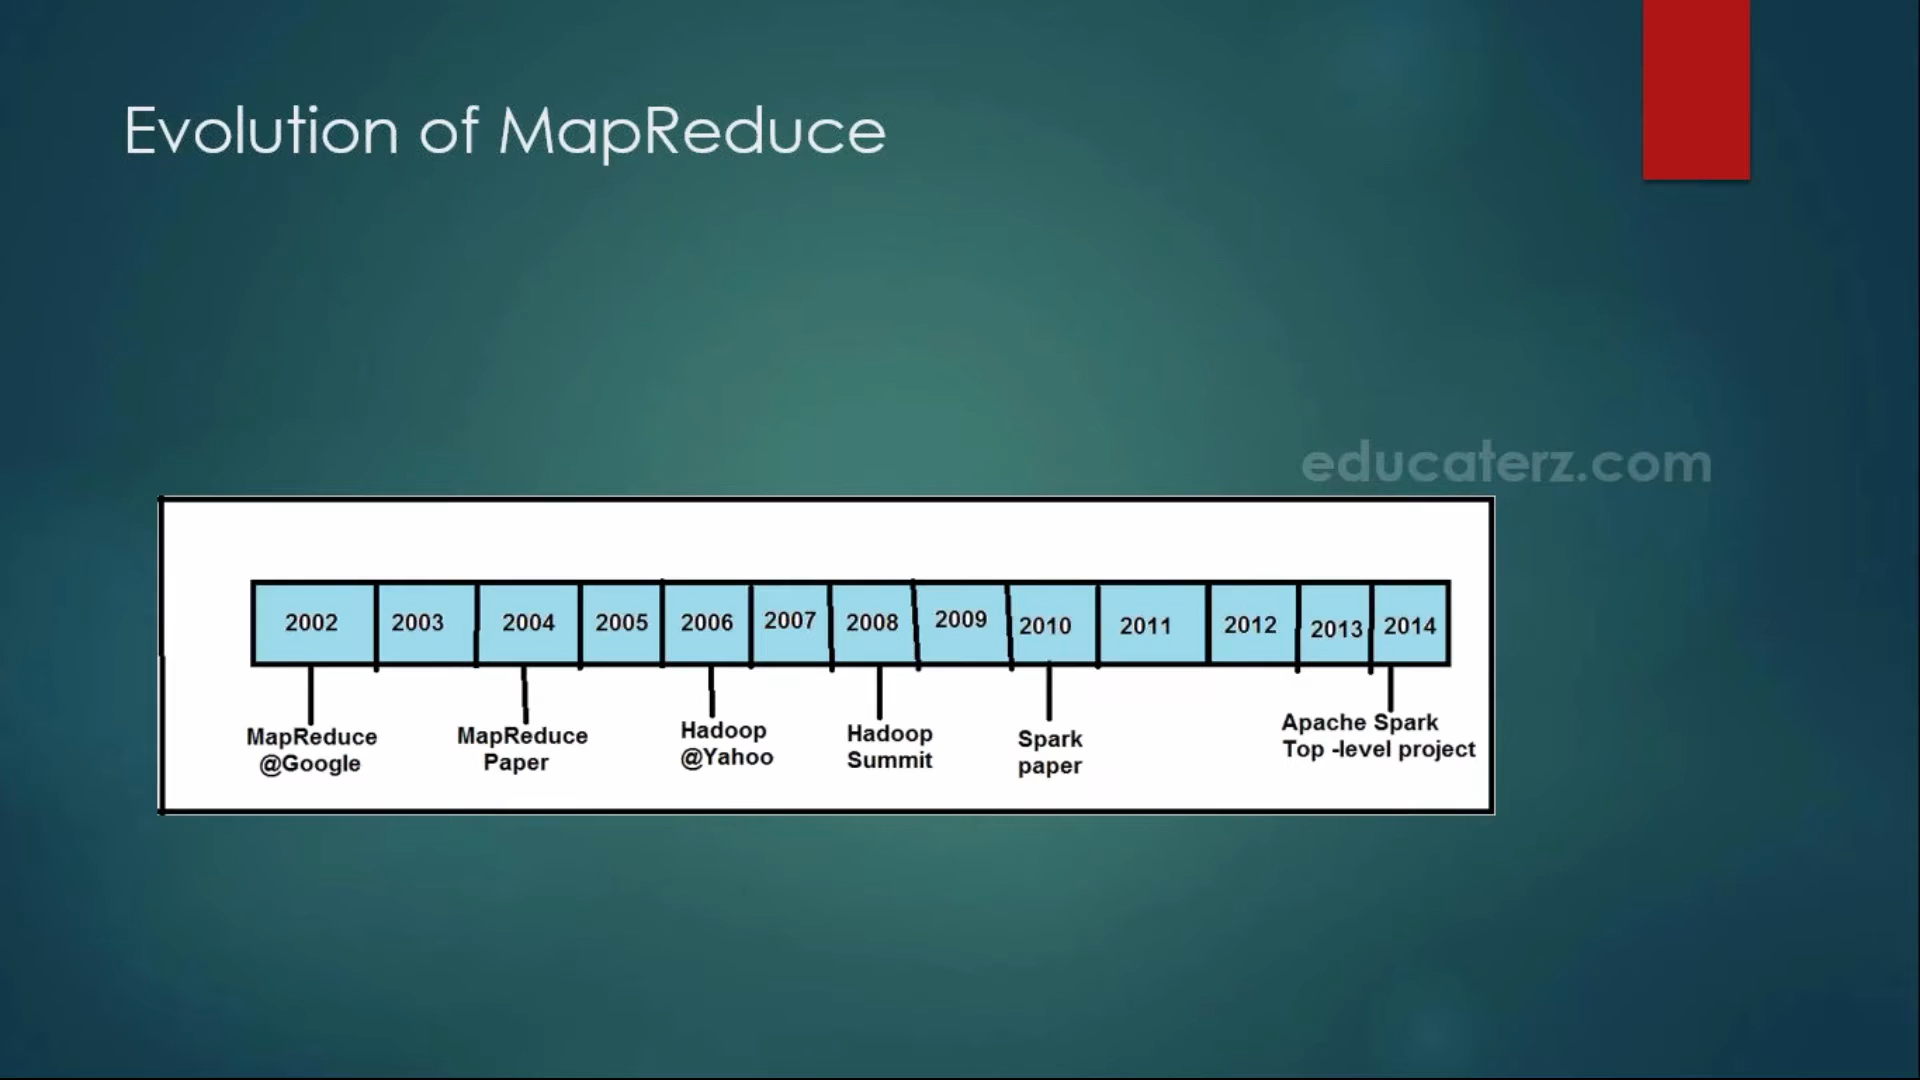 Evolution of MapReduce
educaterz.com
2002 2003 2004 2005 2006 2007 2008 2009 2010 2011 2012 2013 2014
MapReduce
@Google
MapReduce
Paper
Hadoop
@Yahoo
Hadoop
Summit
Spark
paper
Apache Spark
Top -level project